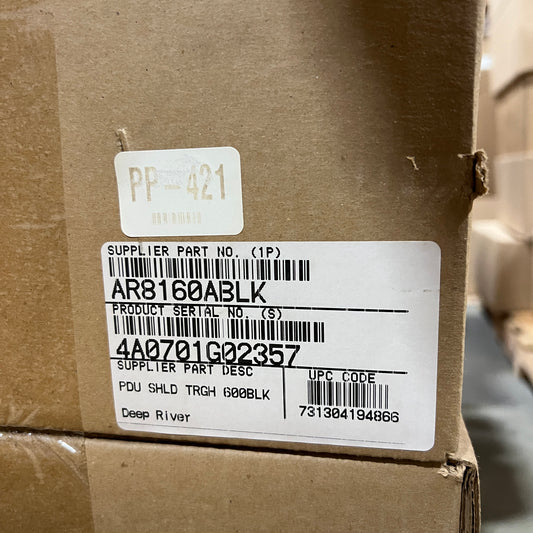 PP-421
SUPPLIER PART NO. (1P)
AR8160ABLK
PRODUCT SERIAL NO. (S)
4A0701G02357
SUPPLIER PART DESC
PDU SHLD TRGH 600BLK
Deep River
UPC CODE
731304194866